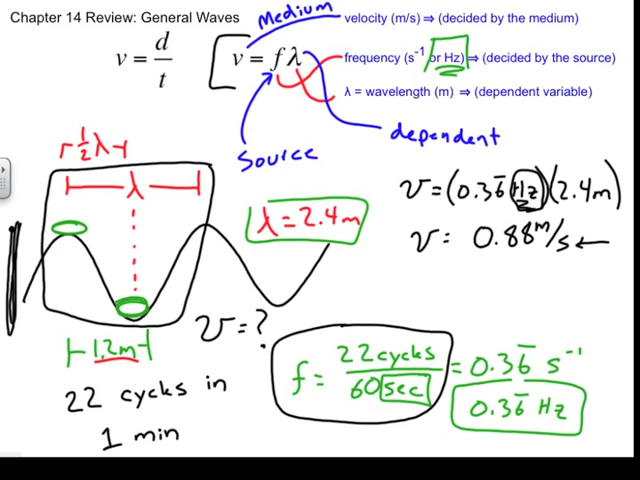 Chapter 14 Review: General Waves
Medium
velocity (m/s) ⇒ (decided by the medium)
v = d/t
v = fλ
frequency (s⁻¹ or Hz) ⇒ (decided by the source)
λ = wavelength (m) ⇒ (dependent variable)
dependent
Source
½λ
λ
λ = 2.4m
v = (0.36̅ Hz)(2.4m)
v = 0.88 m/s ←
1.2m
v = ?
22 cycles in
1 min
f = 22 cycles / 60 sec = 0.36̅ s⁻¹
0.36̅ Hz